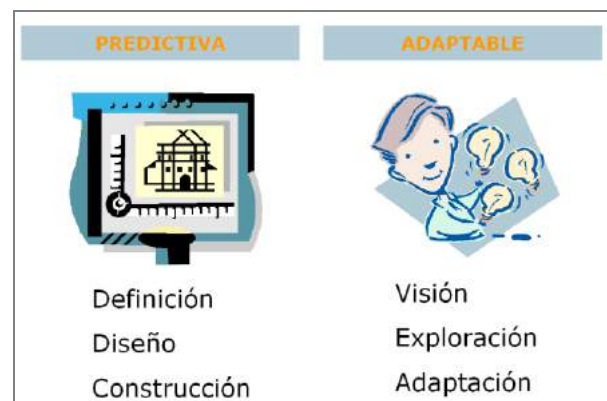 PREDICTIVA
Definición
Diseño
Construcción
ADAPTABLE
Visión
Exploración
Adaptación